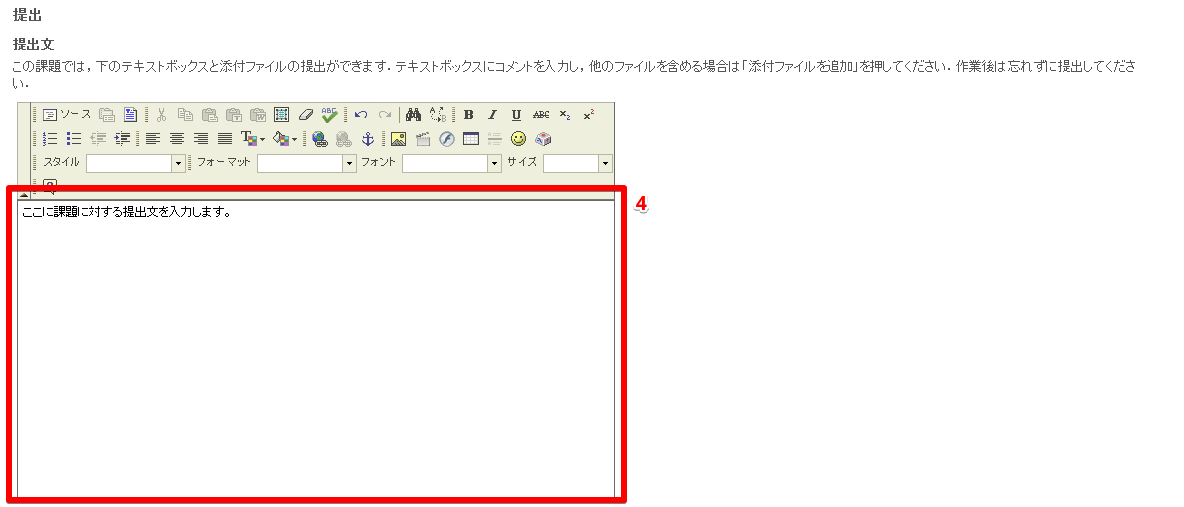 提出
提出文
この課題では，下のテキストボックスと添付ファイルの提出ができます．テキストボックスにコメントを入力し，他のファイルを含める場合は「添付ファイルを追加」を押してください．作業後は忘れずに提出してくださ
い．
ソース
B I U ABC x₂ x²
スタイル フォーマット フォント サイズ
4
ここに課題に対する提出文を入力します。